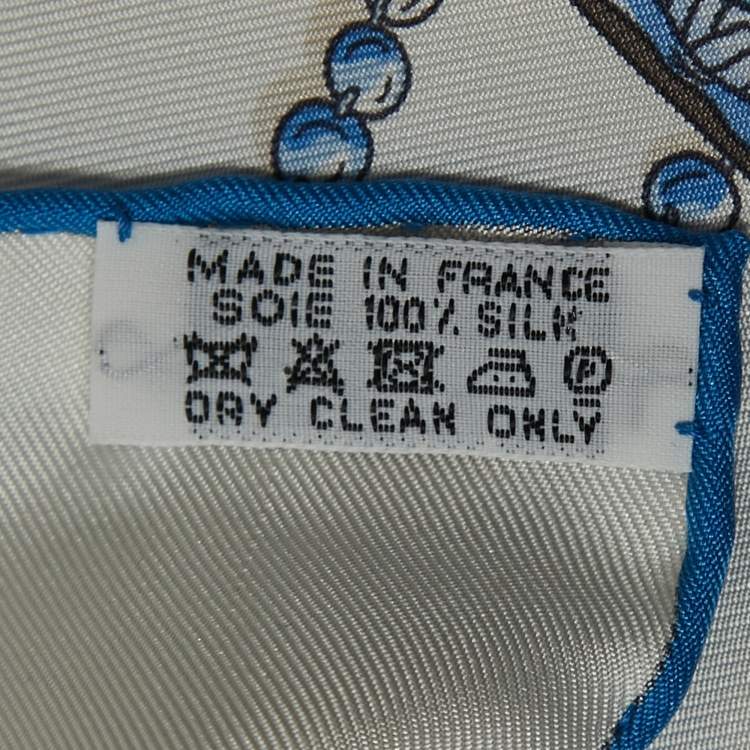 MADE IN FRANCE
SOIE 100% SILK
P
DRY CLEAN ONLY